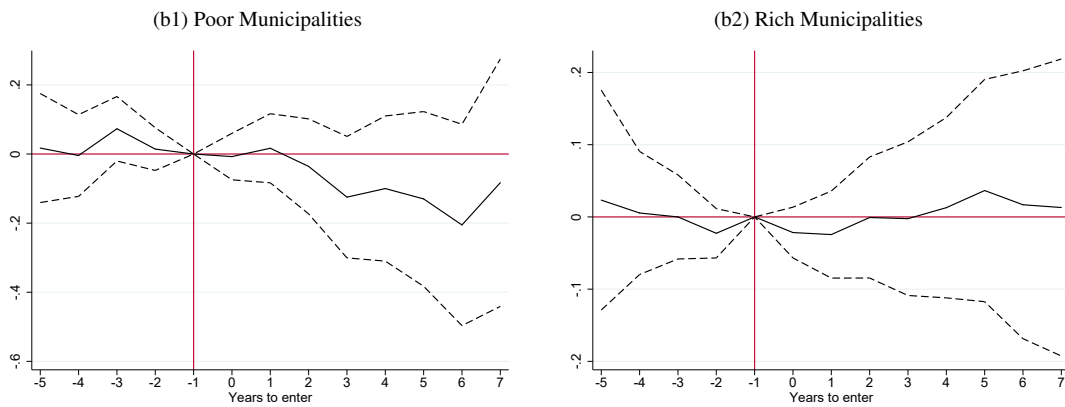 (b1) Poor Municipalities
.2
0
-.2
-.4
-.6
-5 -4 -3 -2 -1 0 1 2 3 4 5 6 7
Years to enter
(b2) Rich Municipalities
.2
.1
0
-.1
-.2
-5 -4 -3 -2 -1 0 1 2 3 4 5 6 7
Years to enter